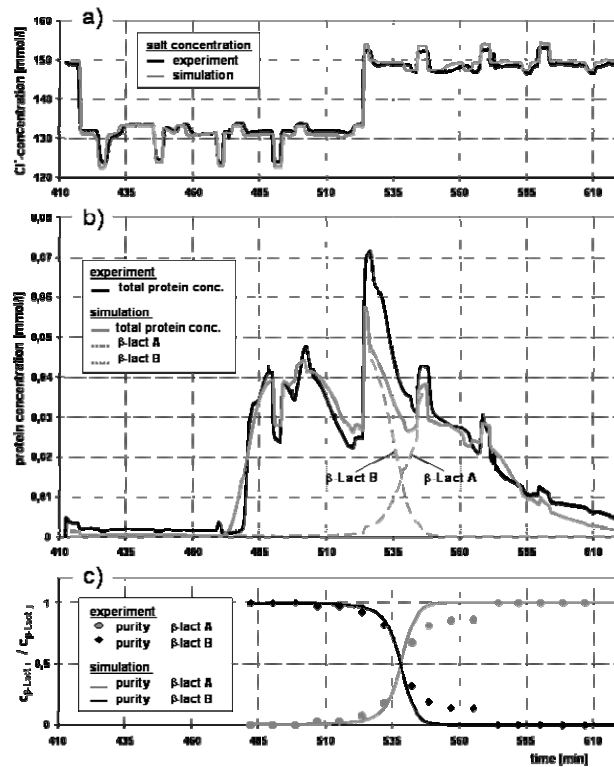 a)
Cl⁻-concentration [mmol/l]
160
150
140
130
120
salt concentration
experiment
simulation
410 435 460 485 510 535 560 585 610
b)
protein concentration [mmol/l]
0,08
0,07
0,06
0,05
0,04
0,03
0,02
0,01
0
experiment
total protein conc.
simulation
total protein conc.
β-lact A
β-lact B
β-Lact B
β-Lact A
410 435 460 485 510 535 560 585 610
c)
cβ-Lact i / cβ-Lact j
1
0,5
0
experiment
purity β-lact A
purity β-lact B
simulation
purity β-lact A
purity β-lact B
410 435 460 485 510 535 560 585 610
time [min]